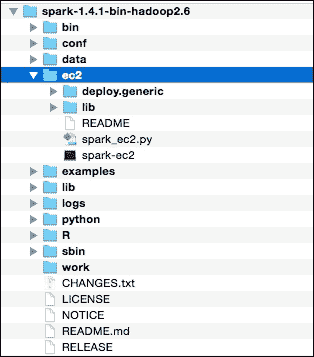 spark-1.4.1-bin-hadoop2.6
bin
conf
data
ec2
deploy.generic
lib
README
spark_ec2.py
spark-ec2
examples
lib
logs
python
R
sbin
work
CHANGES.txt
LICENSE
NOTICE
README.md
RELEASE